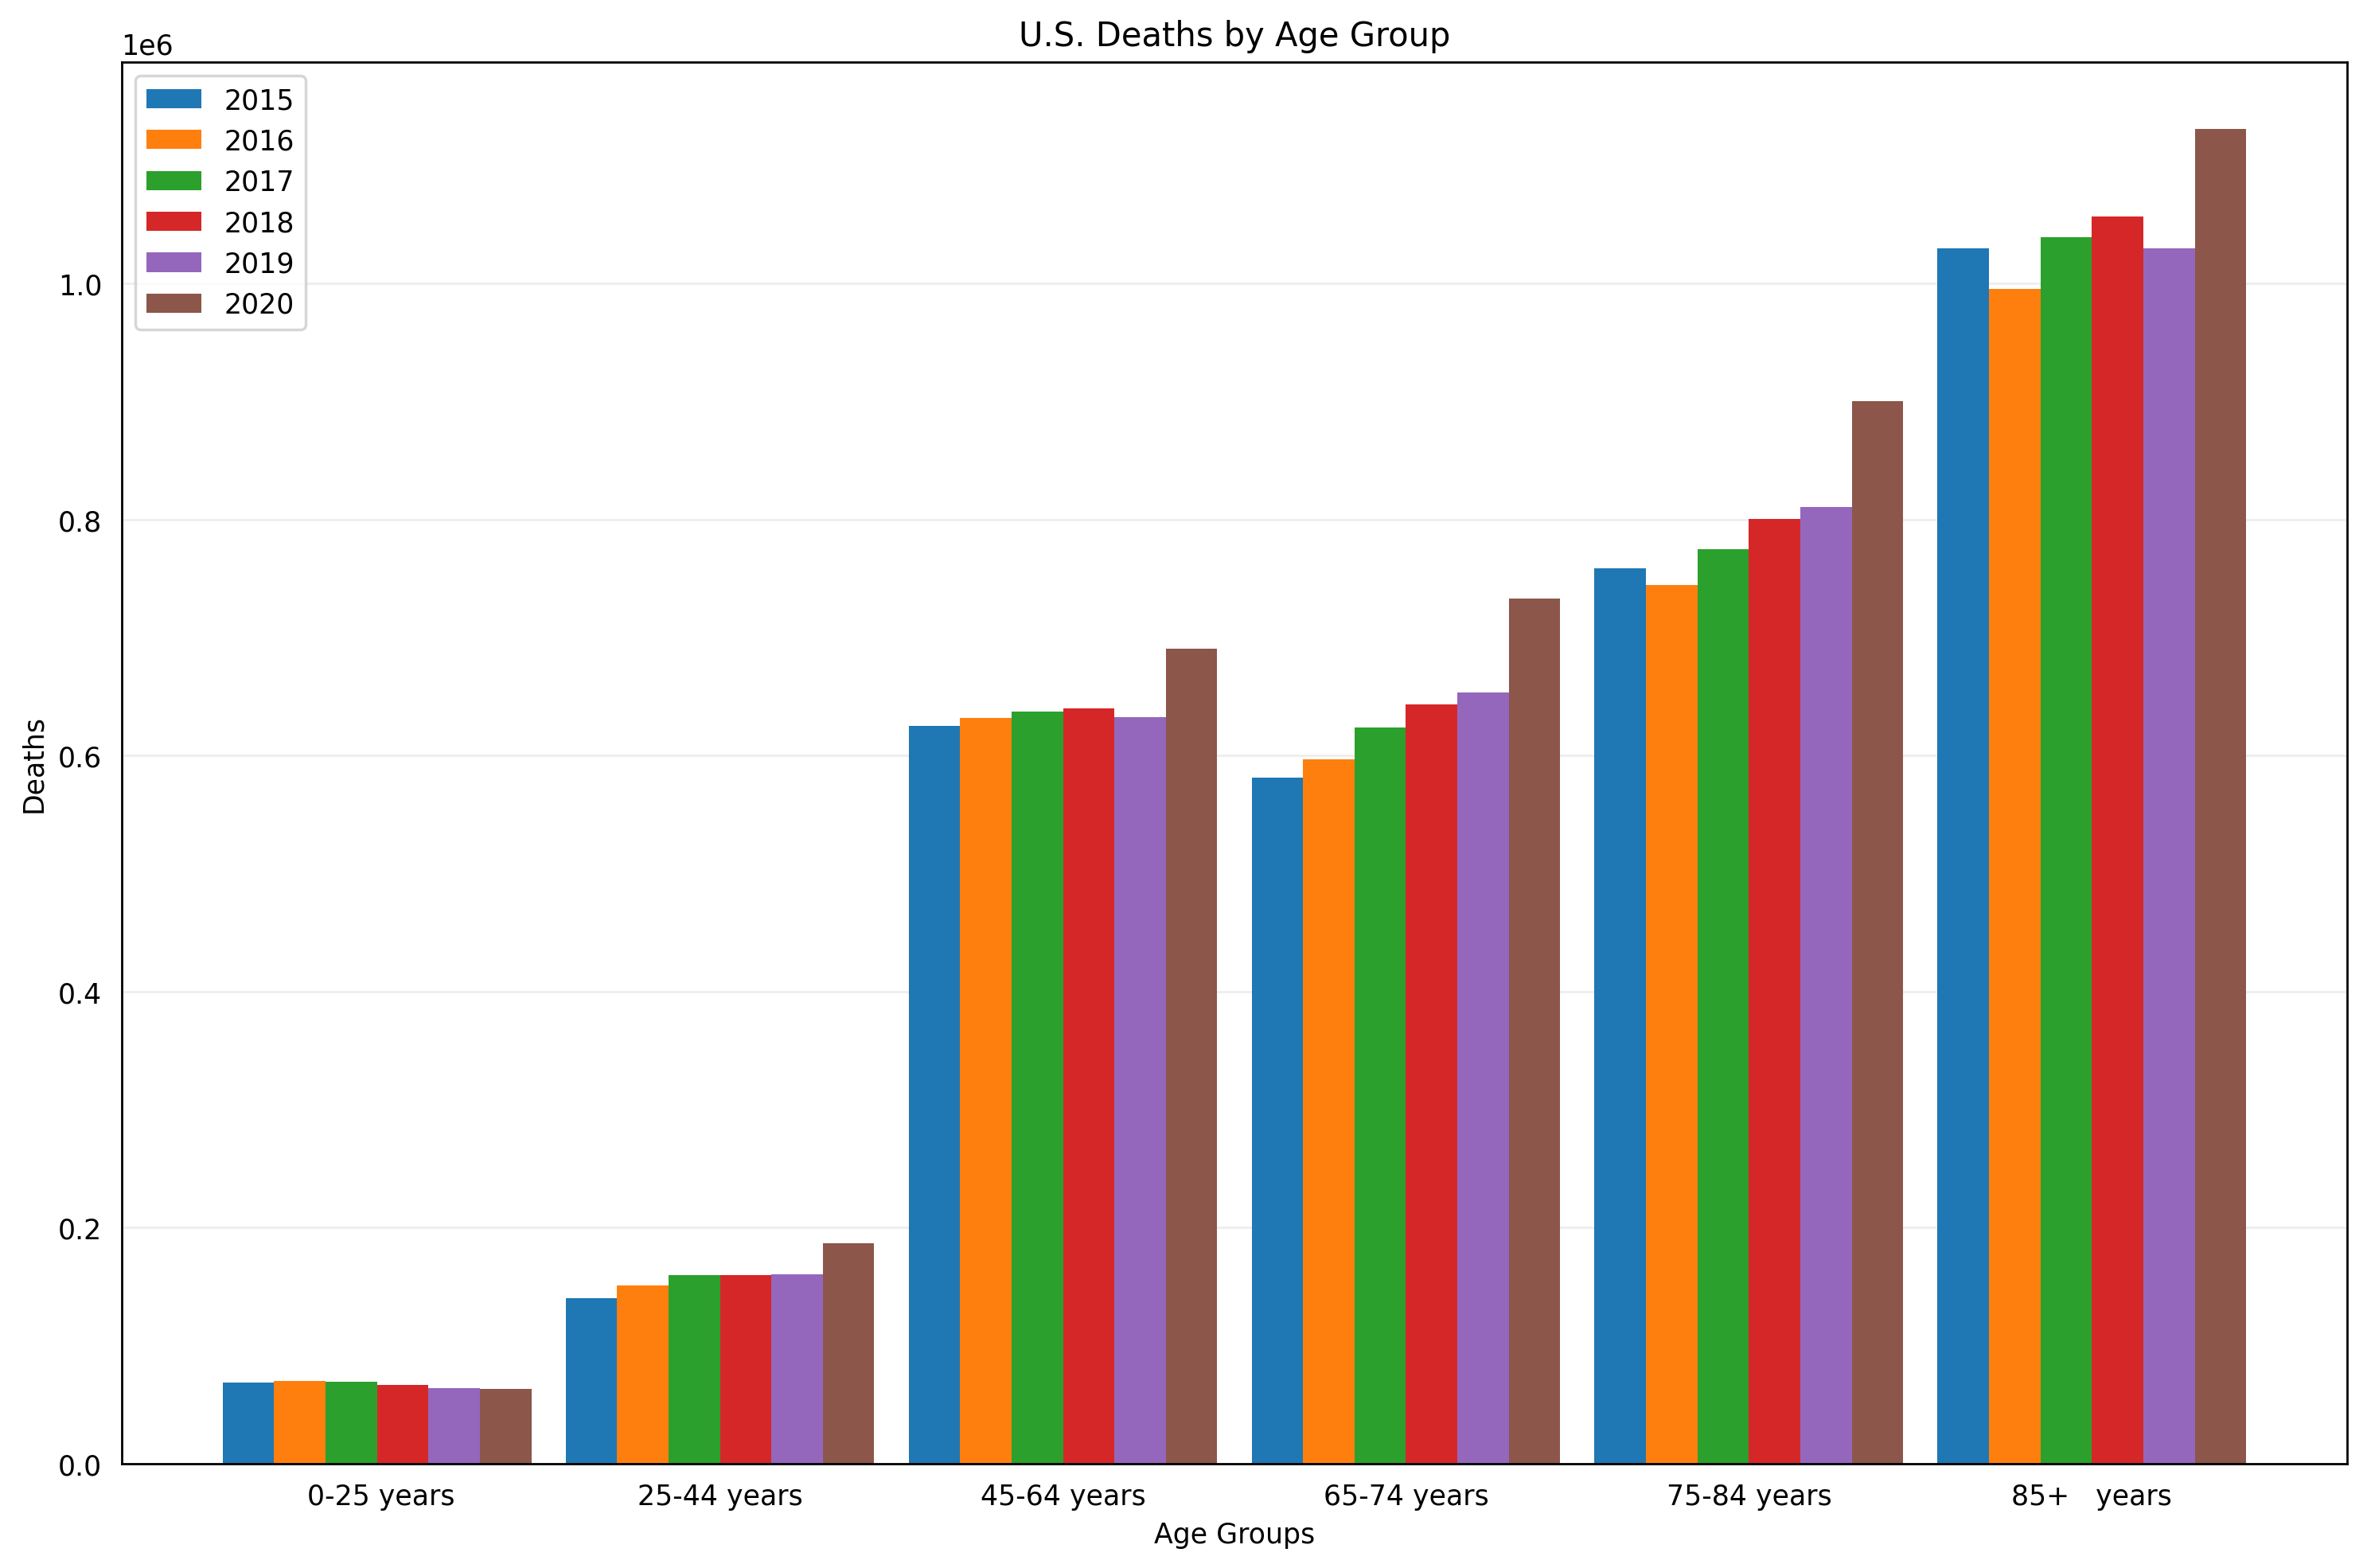 U.S. Deaths by Age Group
1e6
2015
2016
2017
2018
2019
2020
1.0
0.8
0.6
0.4
0.2
0.0
Deaths
0-25 years
25-44 years
45-64 years
65-74 years
75-84 years
85+   years
Age Groups